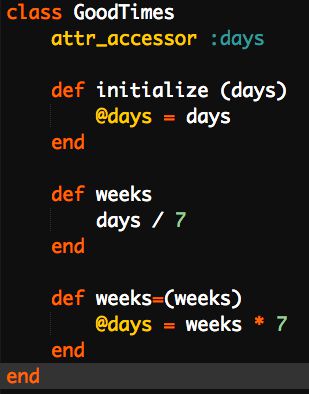 class GoodTimes
    attr_accessor :days

    def initialize (days)
        @days = days
    end

    def weeks
        days / 7
    end

    def weeks=(weeks)
        @days = weeks * 7
    end
end